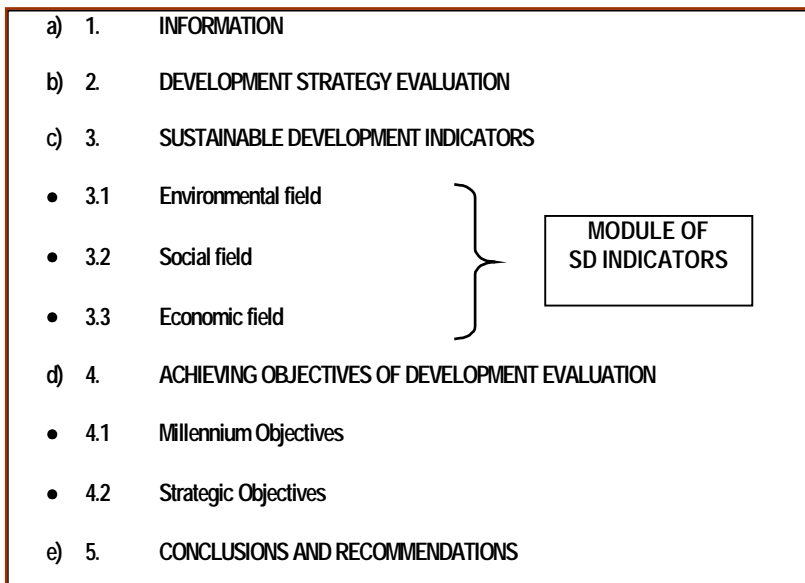 a) 1. INFORMATION
b) 2. DEVELOPMENT STRATEGY EVALUATION
c) 3. SUSTAINABLE DEVELOPMENT INDICATORS
● 3.1 Environmental field
● 3.2 Social field
● 3.3 Economic field
MODULE OF
SD INDICATORS
d) 4. ACHIEVING OBJECTIVES OF DEVELOPMENT EVALUATION
● 4.1 Millennium Objectives
● 4.2 Strategic Objectives
e) 5. CONCLUSIONS AND RECOMMENDATIONS